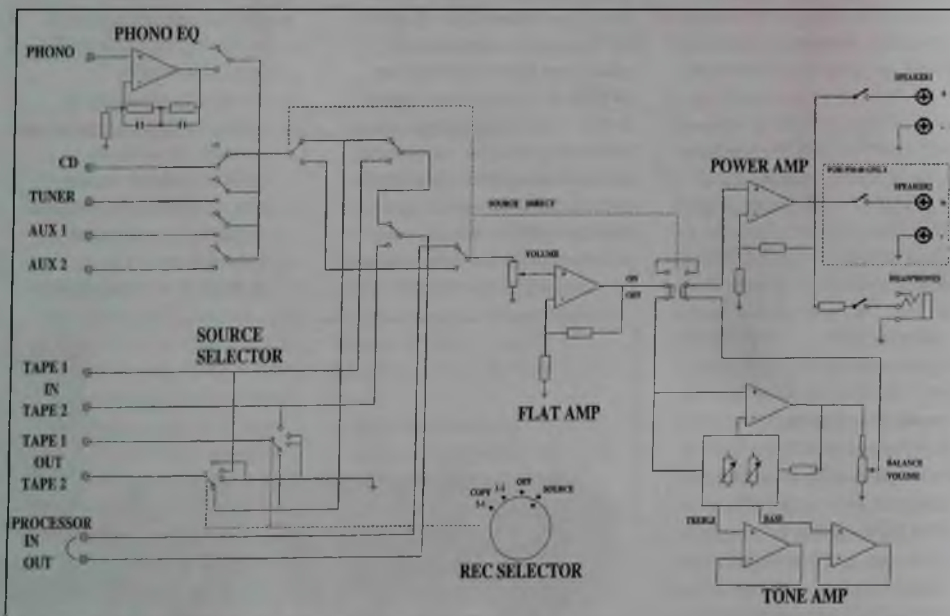 PHONO EQ
PHONO
CD
TUNER
AUX 1
AUX 2
SOURCE
SELECTOR
TAPE 1
IN
TAPE 2
TAPE 1
OUT
TAPE 2
PROCESSOR
IN
OUT
SOURCE DIRECT
VOLUME
ON
OFF
FLAT AMP
COPY
OFF
SOURCE
REC SELECTOR
POWER AMP
SPEAKER1
SPEAKER2
HEADPHONES
BALANCE
VOLUME
TREBLE
BASS
TONE AMP